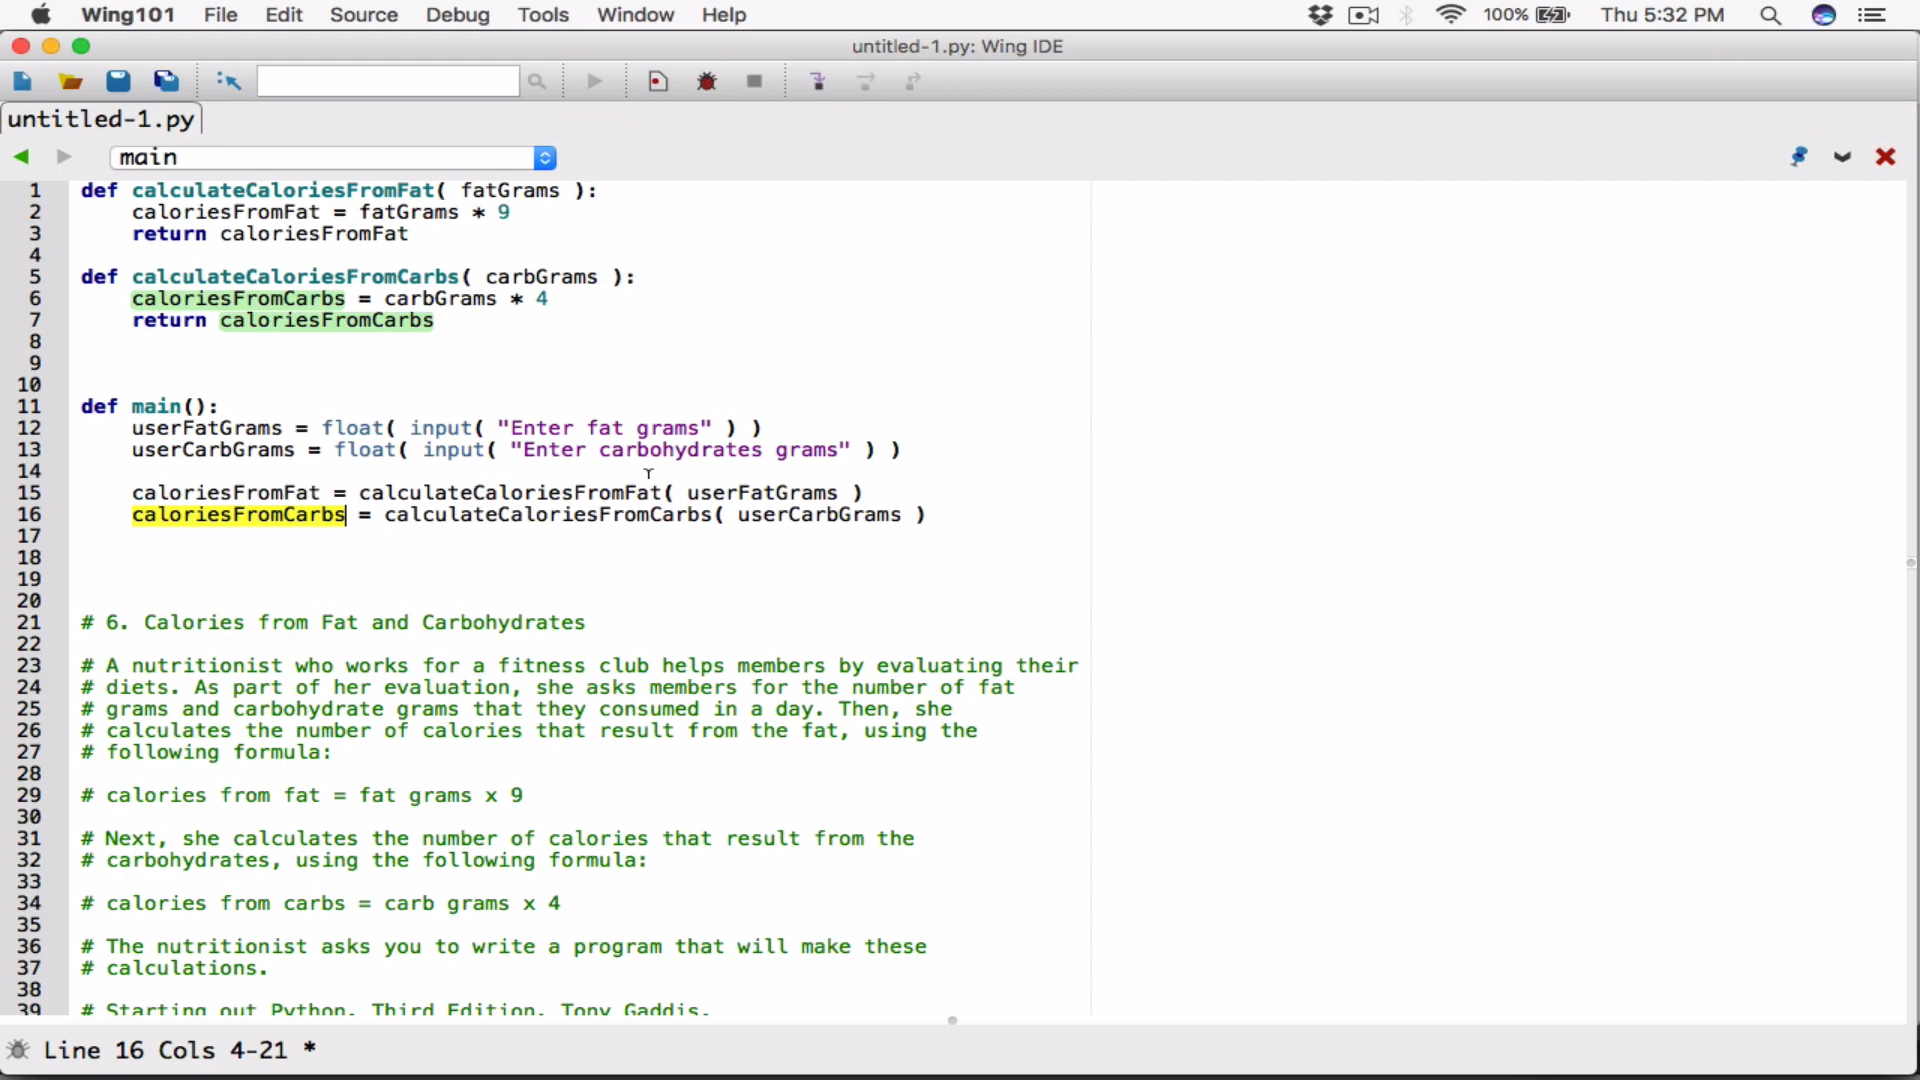 Wing101 File Edit Source Debug Tools Window Help 100% Thu 5:32 PM
untitled-1.py: Wing IDE
untitled-1.py
main
1 def calculateCaloriesFromFat( fatGrams ):
2 caloriesFromFat = fatGrams * 9
3 return caloriesFromFat
4
5 def calculateCaloriesFromCarbs( carbGrams ):
6 caloriesFromCarbs = carbGrams * 4
7 return caloriesFromCarbs
8
9
10
11 def main():
12 userFatGrams = float( input( "Enter fat grams" ) )
13 userCarbGrams = float( input( "Enter carbohydrates grams" ) )
14
15 caloriesFromFat = calculateCaloriesFromFat( userFatGrams )
16 caloriesFromCarbs = calculateCaloriesFromCarbs( userCarbGrams )
17
18
19
20
21 # 6. Calories from Fat and Carbohydrates
22
23 # A nutritionist who works for a fitness club helps members by evaluating their
24 # diets. As part of her evaluation, she asks members for the number of fat
25 # grams and carbohydrate grams that they consumed in a day. Then, she
26 # calculates the number of calories that result from the fat, using the
27 # following formula:
28
29 # calories from fat = fat grams x 9
30
31 # Next, she calculates the number of calories that result from the
32 # carbohydrates, using the following formula:
33
34 # calories from carbs = carb grams x 4
35
36 # The nutritionist asks you to write a program that will make these
37 # calculations.
38
39 # Starting out Python, Third Edition, Tony Gaddis.
Line 16 Cols 4-21 *